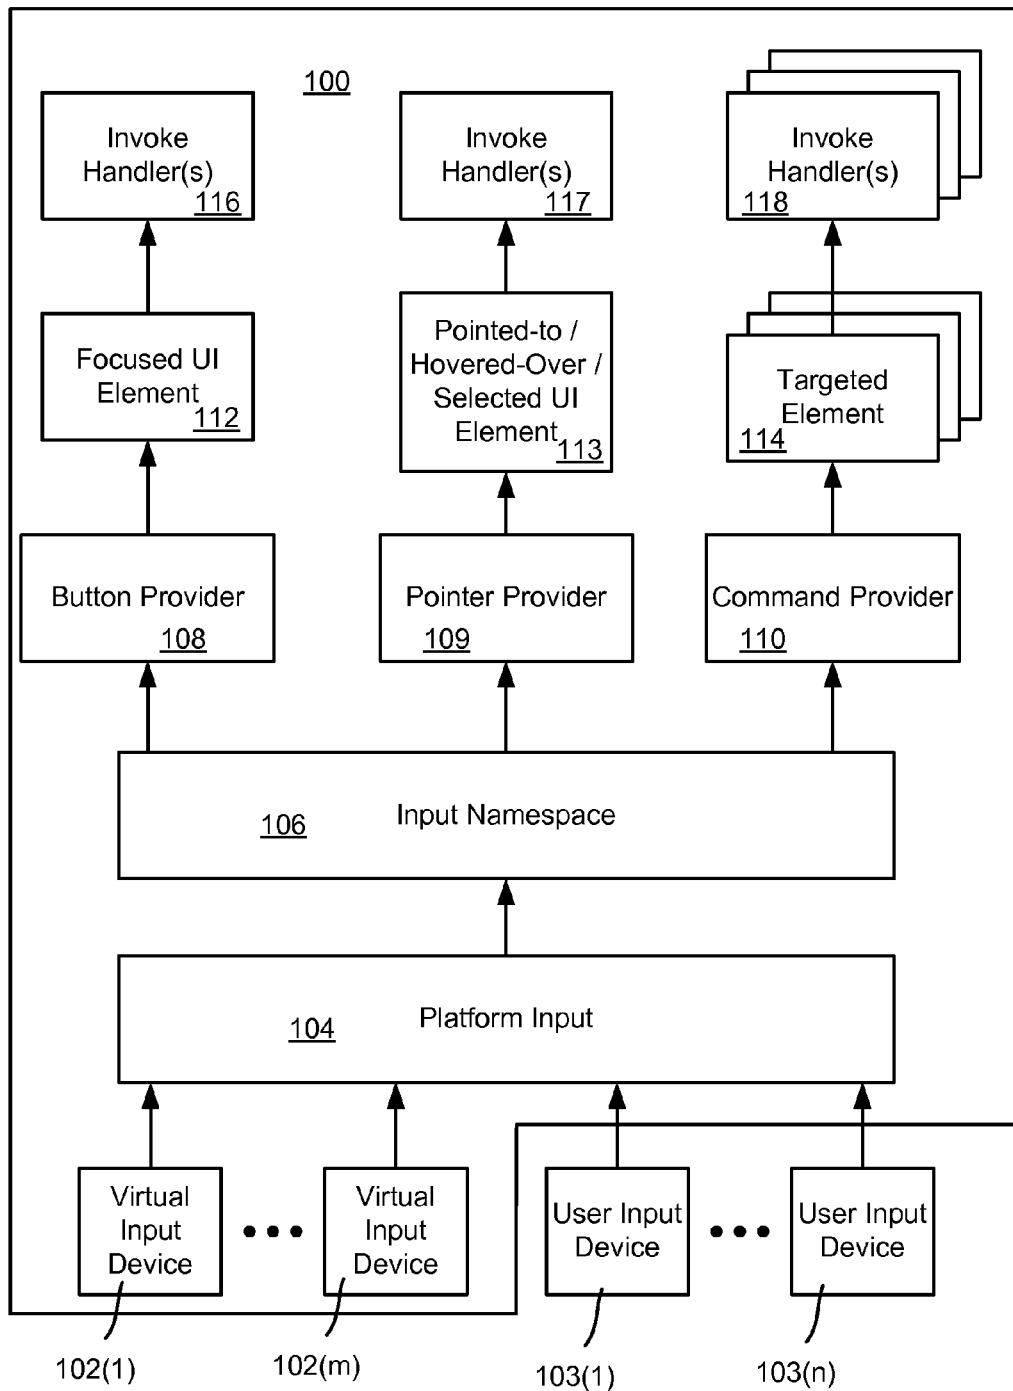 100
Invoke
Handler(s)
116
Invoke
Handler(s)
117
Invoke
Handler(s)
118
Focused UI
Element
112
Pointed-to /
Hovered-Over /
Selected UI
Element
113
Targeted
Element
114
Button Provider
108
Pointer Provider
109
Command Provider
110
Input Namespace
106
Platform Input
104
Virtual
Input
Device
Virtual
Input
Device
User Input
Device
User Input
Device
102(1)
102(m)
103(1)
103(n)